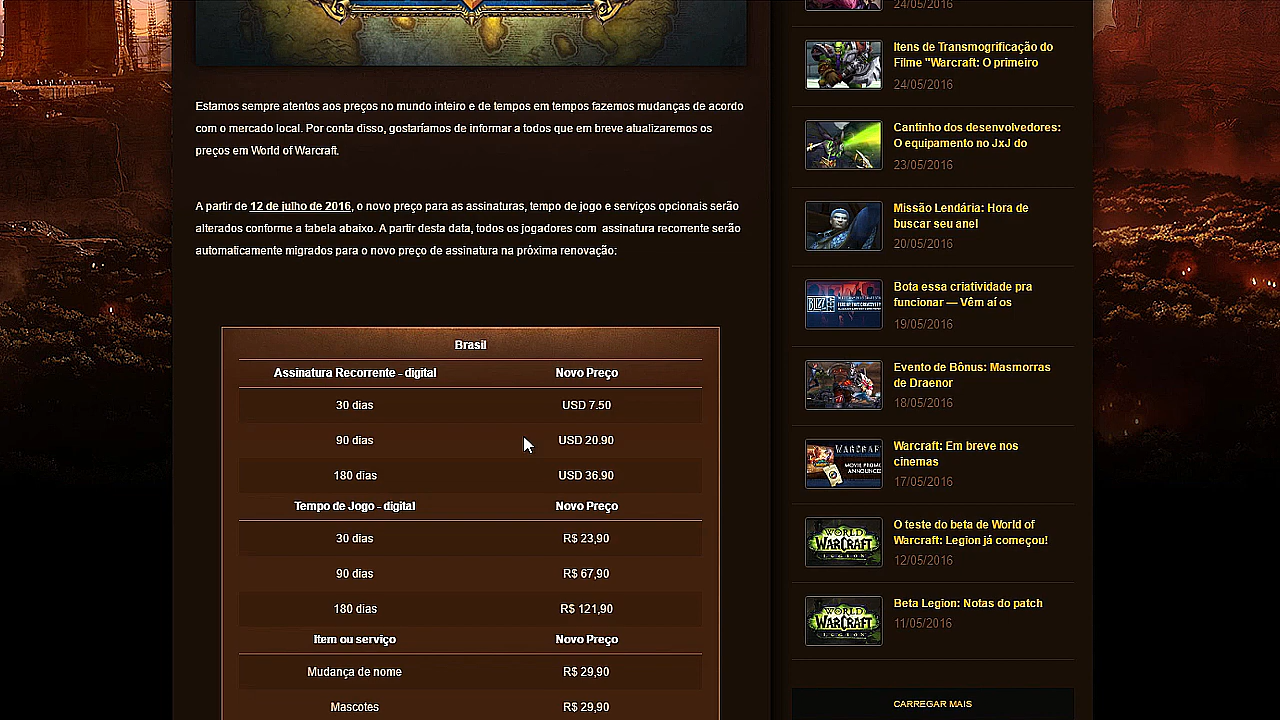 Estamos sempre atentos aos preços no mundo inteiro e de tempos em tempos fazemos mudanças de acordo
com o mercado local. Por conta disso, gostaríamos de informar a todos que em breve atualizaremos os
preços em World of Warcraft.
A partir de 12 de julho de 2016, o novo preço para as assinaturas, tempo de jogo e serviços opcionais serão
alterados conforme a tabela abaixo. A partir desta data, todos os jogadores com assinatura recorrente serão
automaticamente migrados para o novo preço de assinatura na próxima renovação:
Brasil
Assinatura Recorrente - digital Novo Preço
30 dias USD 7.50
90 dias USD 20.90
180 dias USD 36.90
Tempo de Jogo - digital Novo Preço
30 dias R$ 23,90
90 dias R$ 67,90
180 dias R$ 121,90
Item ou serviço Novo Preço
Mudança de nome R$ 29,90
Mascotes R$ 29,90
24/05/2016
Itens de Transmogrificação do
Filme "Warcraft: O primeiro
24/05/2016
Cantinho dos desenvolvedores:
O equipamento no JxJ do
23/05/2016
Missão Lendária: Hora de
buscar seu anel
20/05/2016
Bota essa criatividade pra
funcionar — Vêm aí os
19/05/2016
BLIZZ
Evento de Bônus: Masmorras
de Draenor
18/05/2016
Warcraft: Em breve nos
cinemas
17/05/2016
WARCRAF
MOVIE PROMO
ANNOUNCED
O teste do beta de World of
Warcraft: Legion já começou!
12/05/2016
WORLD
WARCRAFT
LEGION
Beta Legion: Notas do patch
11/05/2016
WORLD
WARCRAFT
LEGION
CARREGAR MAIS